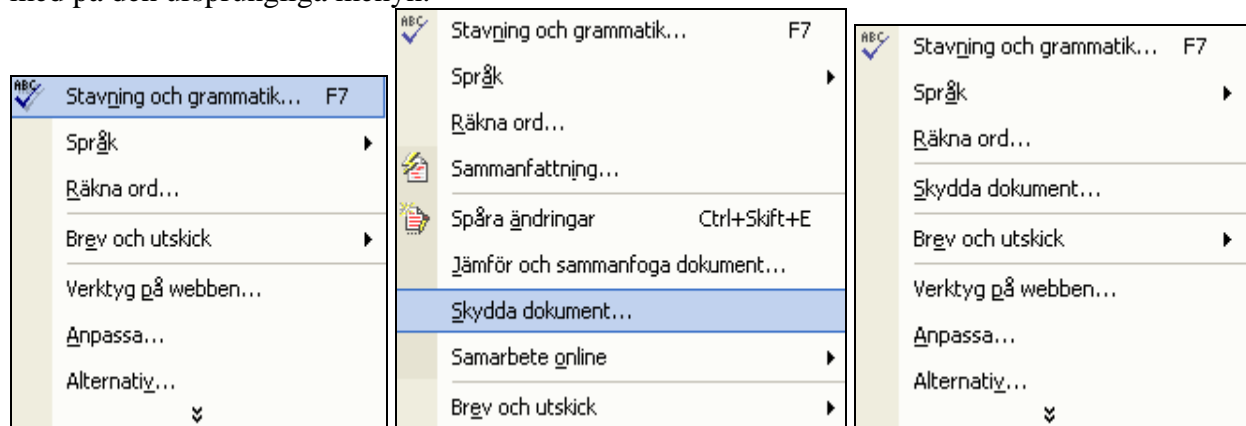 med på den ursprungliga menyn.
Stavning och grammatik... F7
Språk
Räkna ord...
Brev och utskick
Verktyg på webben...
Anpassa...
Alternativ...
Stavning och grammatik... F7
Språk
Räkna ord...
Sammanfattning...
Spåra ändringar Ctrl+Skift+E
Jämför och sammanfoga dokument...
Skydda dokument...
Samarbete online
Brev och utskick
Stavning och grammatik... F7
Språk
Räkna ord...
Skydda dokument...
Brev och utskick
Verktyg på webben...
Anpassa...
Alternativ...